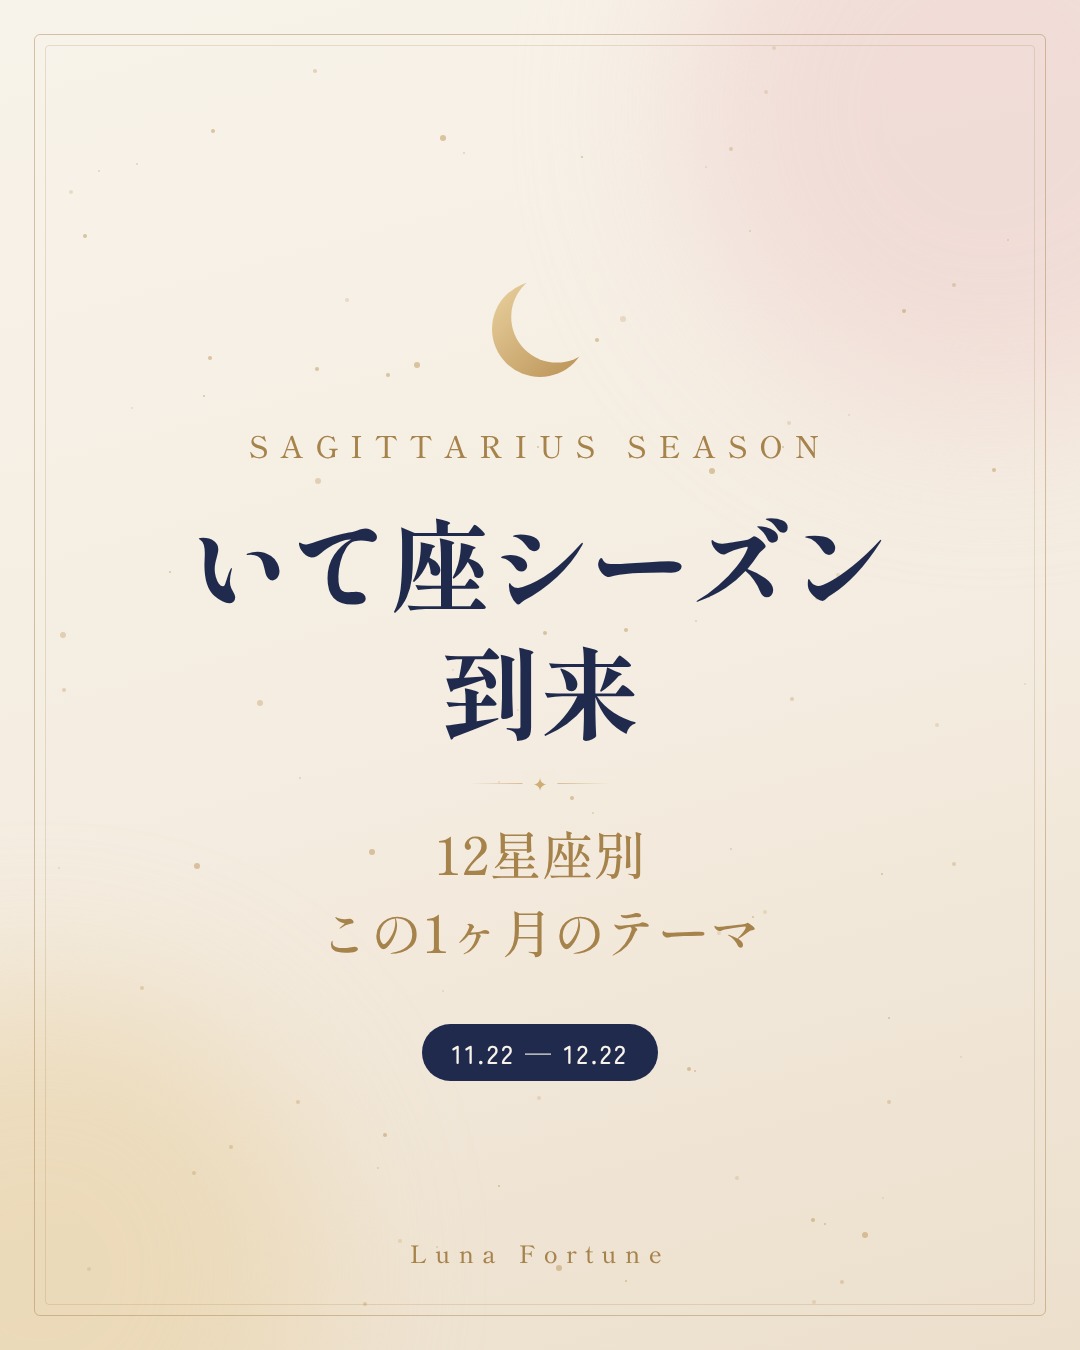 SAGITTARIUS SEASON
いて座シーズン
到来
12星座別
この1ヶ月のテーマ
11.22 — 12.22
Luna Fortune